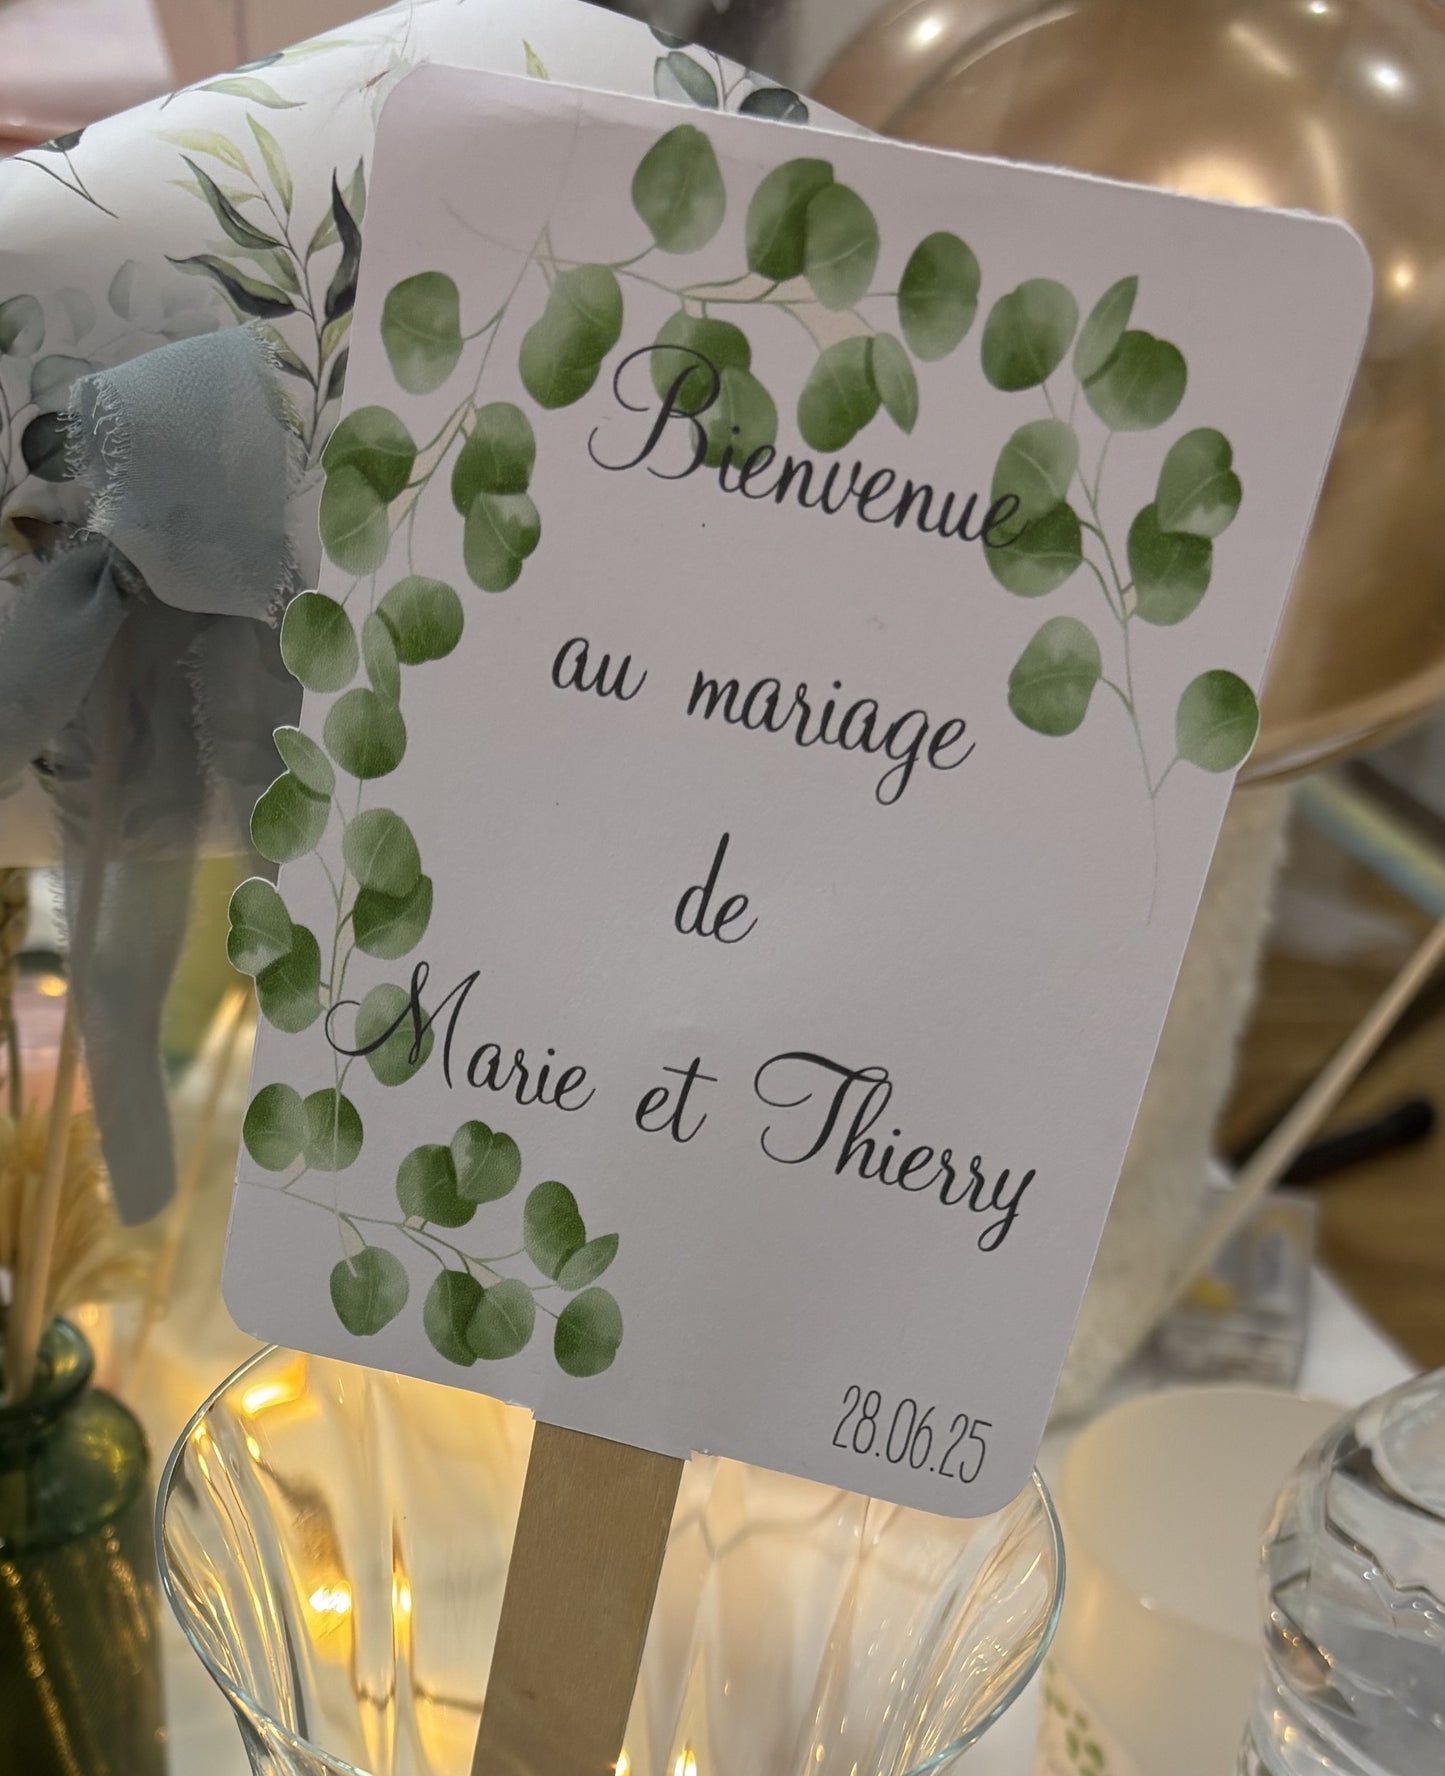 Bienvenue
au mariage
de
Marie et Thierry
28.06.25